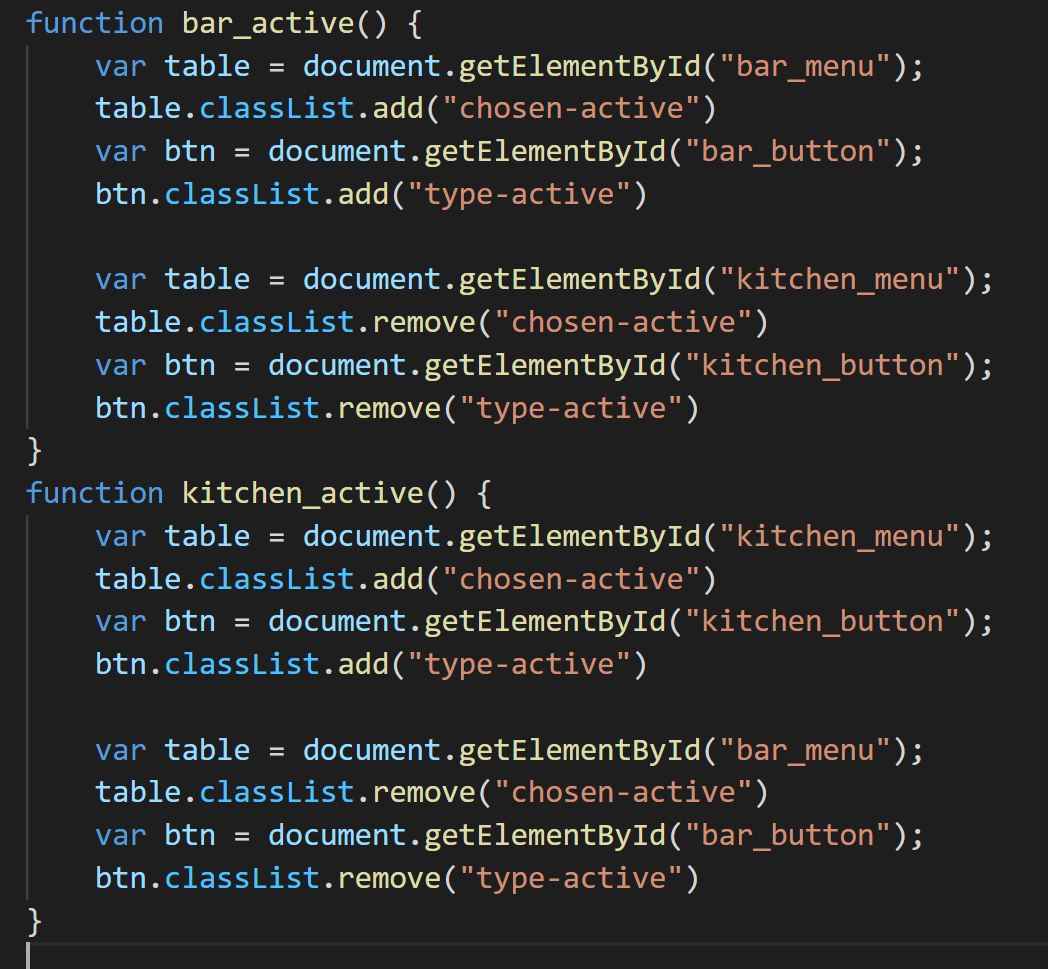 function bar_active() {
    var table = document.getElementById("bar_menu");
    table.classList.add("chosen-active")
    var btn = document.getElementById("bar_button");
    btn.classList.add("type-active")

    var table = document.getElementById("kitchen_menu");
    table.classList.remove("chosen-active")
    var btn = document.getElementById("kitchen_button");
    btn.classList.remove("type-active")
}
function kitchen_active() {
    var table = document.getElementById("kitchen_menu");
    table.classList.add("chosen-active")
    var btn = document.getElementById("kitchen_button");
    btn.classList.add("type-active")

    var table = document.getElementById("bar_menu");
    table.classList.remove("chosen-active")
    var btn = document.getElementById("bar_button");
    btn.classList.remove("type-active")
}